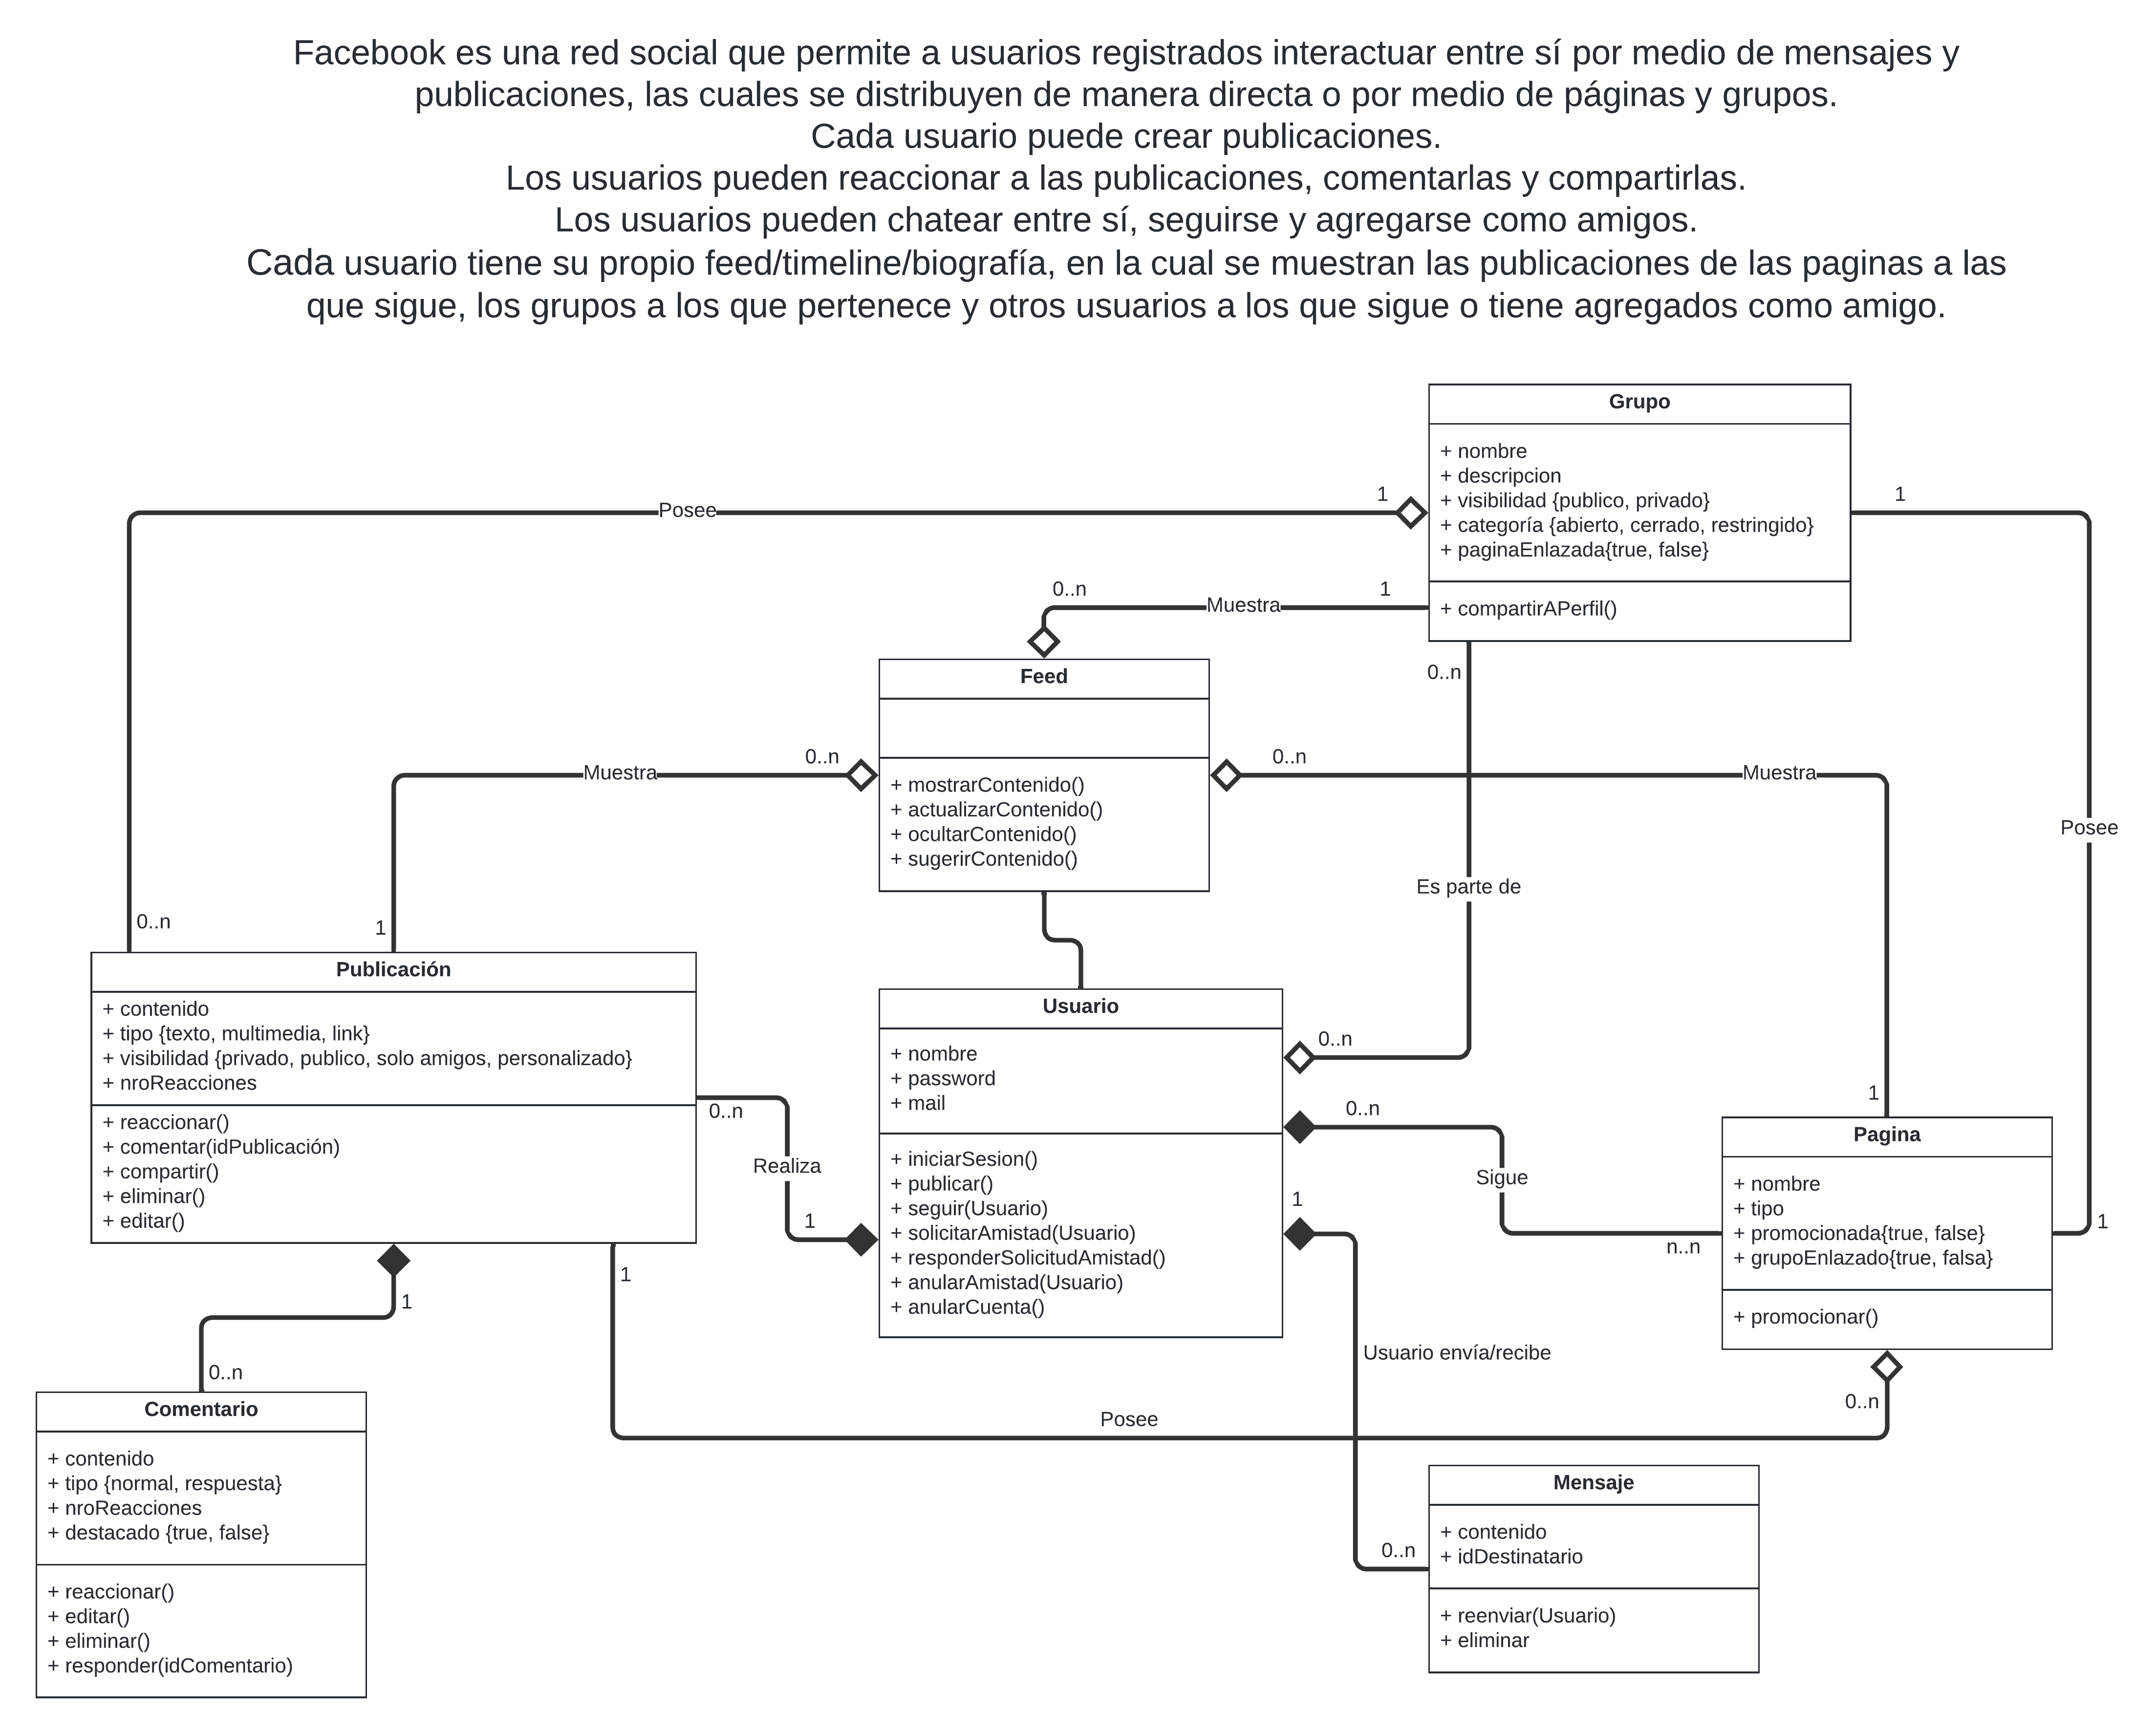 Facebook es una red social que permite a usuarios registrados interactuar entre sí por medio de mensajes y
publicaciones, las cuales se distribuyen de manera directa o por medio de páginas y grupos.
Cada usuario puede crear publicaciones.
Los usuarios pueden reaccionar a las publicaciones, comentarlas y compartirlas.
Los usuarios pueden chatear entre sí, seguirse y agregarse como amigos.
Cada usuario tiene su propio feed/timeline/biografía, en la cual se muestran las publicaciones de las paginas a las
que sigue, los grupos a los que pertenece y otros usuarios a los que sigue o tiene agregados como amigo.
Grupo
+ nombre
+ descripcion
+ visibilidad {publico, privado}
+ categoría {abierto, cerrado, restringido}
+ paginaEnlazada{true, false}
+ compartirAPerfil()
1
Posee
0..n
1
Posee
1
0..n
Muestra
1
0..n
Es parte de
0..n
Feed
+ mostrarContenido()
+ actualizarContenido()
+ ocultarContenido()
+ sugerirContenido()
0..n
Muestra
1
0..n
Muestra
1
Publicación
+ contenido
+ tipo {texto, multimedia, link}
+ visibilidad {privado, publico, solo amigos, personalizado}
+ nroReacciones
+ reaccionar()
+ comentar(idPublicación)
+ compartir()
+ eliminar()
+ editar()
0..n
Realiza
1
Usuario
+ nombre
+ password
+ mail
+ iniciarSesion()
+ publicar()
+ seguir(Usuario)
+ solicitarAmistad(Usuario)
+ responderSolicitudAmistad()
+ anularAmistad(Usuario)
+ anularCuenta()
0..n
Sigue
n..n
Pagina
+ nombre
+ tipo
+ promocionada{true, false}
+ grupoEnlazado{true, falsa}
+ promocionar()
1
Usuario envía/recibe
0..n
1
Posee
0..n
1
0..n
Comentario
+ contenido
+ tipo {normal, respuesta}
+ nroReacciones
+ destacado {true, false}
+ reaccionar()
+ editar()
+ eliminar()
+ responder(idComentario)
Mensaje
+ contenido
+ idDestinatario
+ reenviar(Usuario)
+ eliminar